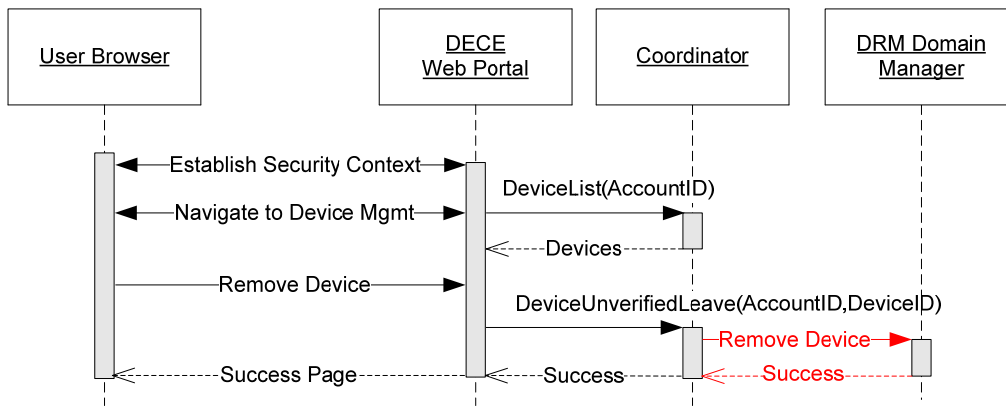 User Browser
DECE
Web Portal
Coordinator
DRM Domain
Manager
Establish Security Context
DeviceList(AccountID)
Navigate to Device Mgmt
Devices
Remove Device
DeviceUnverifiedLeave(AccountID,DeviceID)
Remove Device
Success Page
Success
Success